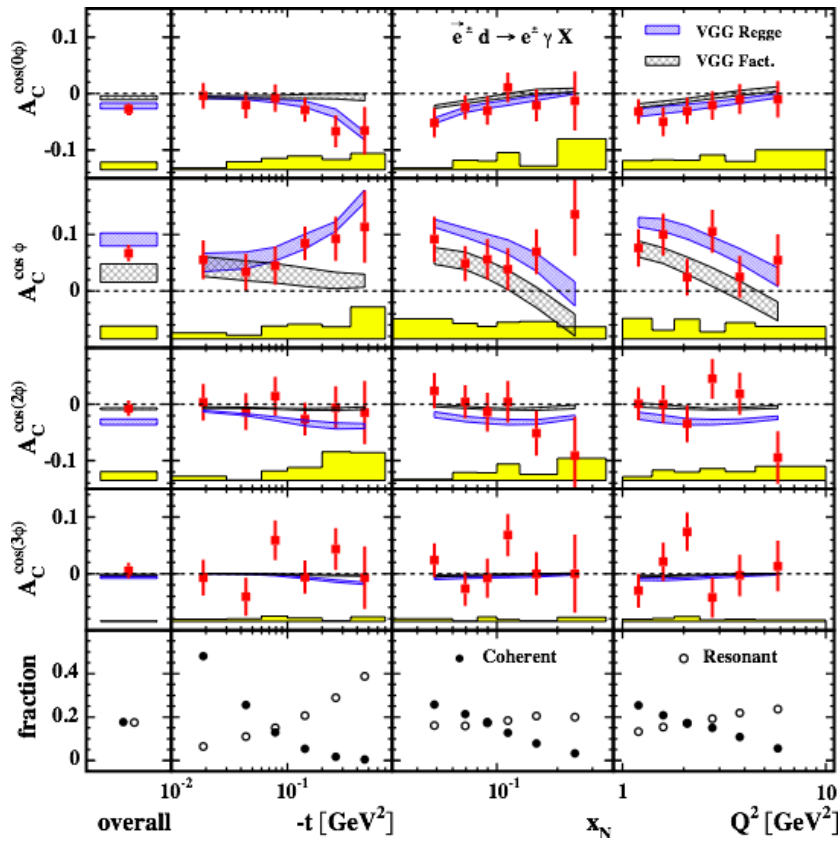 e⃗± d → e± γ X
VGG Regge
VGG Fact.
A_C^cos(0φ)
0.1
0
-0.1
A_C^cos φ
0.1
0
A_C^cos(2φ)
0
-0.1
A_C^cos(3φ)
0.1
0
fraction
0.4
0.2
0
Coherent
Resonant
10^-2 10^-1 10^-1 1 10
overall -t [GeV²] x_N Q² [GeV²]